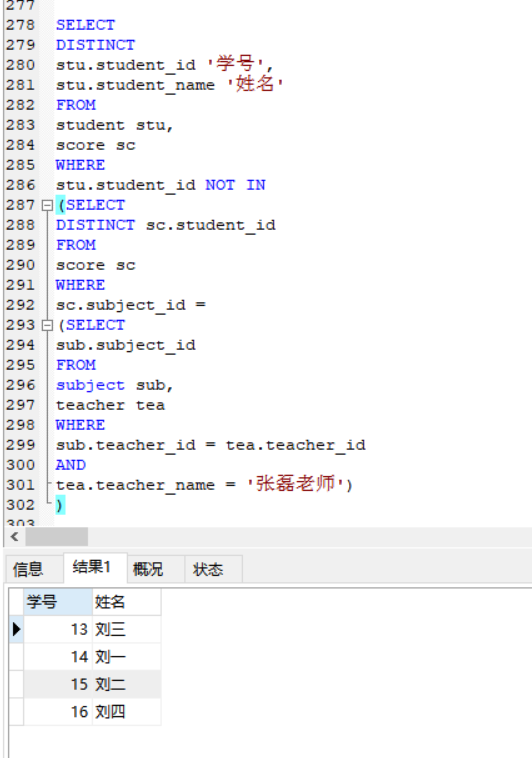 277
278 SELECT
279 DISTINCT
280 stu.student_id '学号',
281 stu.student_name '姓名'
282 FROM
283 student stu,
284 score sc
285 WHERE
286 stu.student_id NOT IN
287 (SELECT
288 DISTINCT sc.student_id
289 FROM
290 score sc
291 WHERE
292 sc.subject_id =
293 (SELECT
294 sub.subject_id
295 FROM
296 subject sub,
297 teacher tea
298 WHERE
299 sub.teacher_id = tea.teacher_id
300 AND
301 tea.teacher_name = '张磊老师')
302 )
303
信息 结果1 概况 状态
学号 姓名
13 刘三
14 刘一
15 刘二
16 刘四